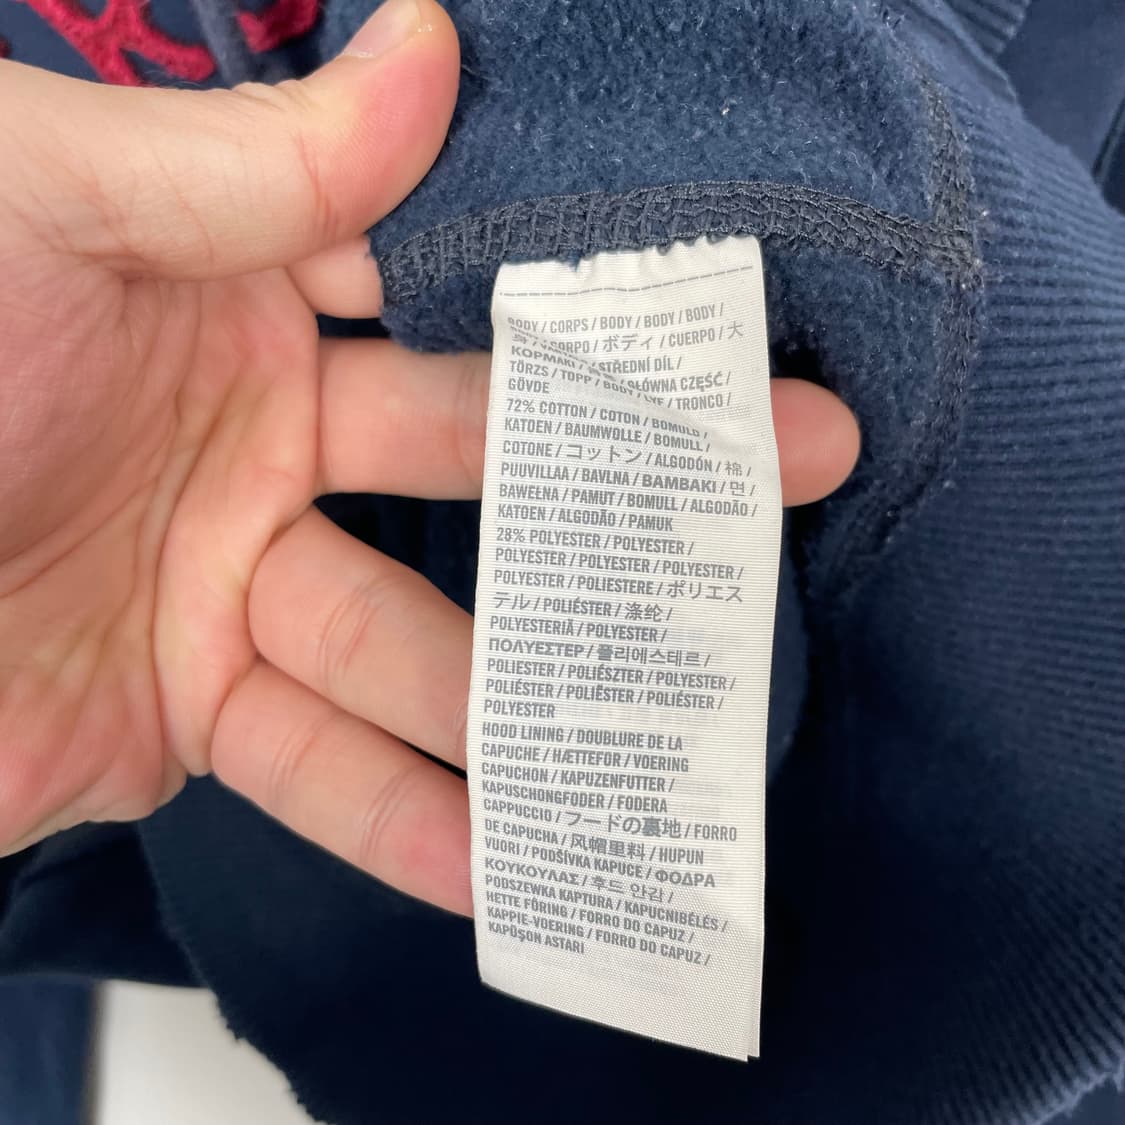 BODY / CORPS / BODY / BODY / BODY /
CORPO / ボディ / CUERPO / 大
ΚΟΡΜΑΚΙ / STŘEDNÍ DÍL /
TÖRZS / TOPP / BODY / GŁÓWNA CZĘŚĆ /
GÖVDE / LYF / TRONCO /
72% COTTON / COTON / BOMULD /
KATOEN / BAUMWOLLE / BOMULL /
COTONE / コットン / ALGODÓN / 棉 /
PUUVILLAA / BAVLNA / ΒΑΜΒΑΚΙ / 면 /
BAWEŁNA / PAMUT / BOMULL / ALGODÃO /
KATOEN / ALGODÃO / PAMUK
28% POLYESTER / POLYESTER /
POLYESTER / POLYESTER / POLYESTER /
POLYESTER / POLIESTERE / ポリエス
テル / POLIÉSTER / 涤纶 /
POLYESTERIÄ / POLYESTER /
ΠΟΛΥΕΣΤΕΡ / 폴리에스테르 /
POLIESTER / POLIÉSZTER / POLYESTER /
POLIÉSTER / POLIËSTER / POLIÉSTER /
POLYESTER
HOOD LINING / DOUBLURE DE LA
CAPUCHE / HÆTTEFOR / VOERING
CAPUCHON / KAPUZENFUTTER /
KAPUSCHONGFODER / FODERA
CAPPUCCIO / フードの裏地 / FORRO
DE CAPUCHA / 风帽里料 / HUPUN
VUORI / PODŠÍVKA KAPUCE / ΦΟΔΡΑ
ΚΟΥΚΟΥΛΑΣ / 후드 안감 /
PODSZEWKA KAPTURA / KAPUCNIBÉLÉS /
HETTE FÔRING / FORRO DO CAPUZ /
KAPPIE-VOERING / FORRO DO CAPUZ /
KAPÜŞON ASTARI